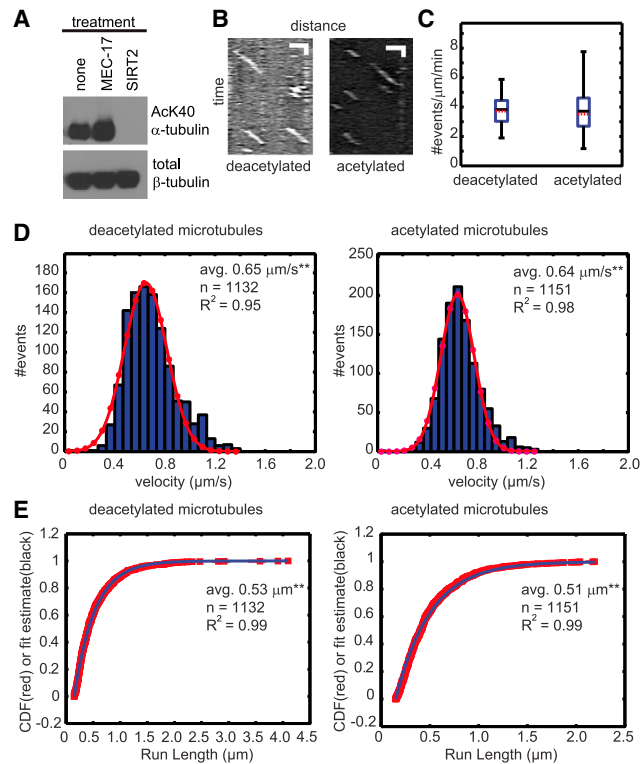 A
treatment
none
MEC-17
SIRT2
AcK40
α-tubulin
total
β-tubulin
B
distance
time
deacetylated
acetylated
C
#events/μm/min
8
6
4
2
0
deacetylated
acetylated
D
deacetylated microtubules
#events
160
140
120
100
80
60
40
20
0
avg. 0.65 μm/s**
n = 1132
R² = 0.95
0
0.4
0.8
1.2
1.6
2.0
velocity (μm/s)
acetylated microtubules
#events
250
200
150
100
50
0
avg. 0.64 μm/s**
n = 1151
R² = 0.98
0
0.4
0.8
1.2
1.6
2.0
velocity (μm/s)
E
deacetylated microtubules
CDF(red) or fit estimate(black)
1.2
1
0.8
0.6
0.4
0.2
0
-0.2
avg. 0.53 μm**
n = 1132
R² = 0.99
0
0.5
1.0
1.5
2.0
2.5
3.0
3.5
4.0
4.5
Run Length (μm)
acetylated microtubules
CDF(red) or fit estimate(black)
1.2
1
0.8
0.6
0.4
0.2
0
-0.2
avg. 0.51 μm**
n = 1151
R² = 0.99
0
0.5
1.0
1.5
2.0
2.5
Run Length (μm)